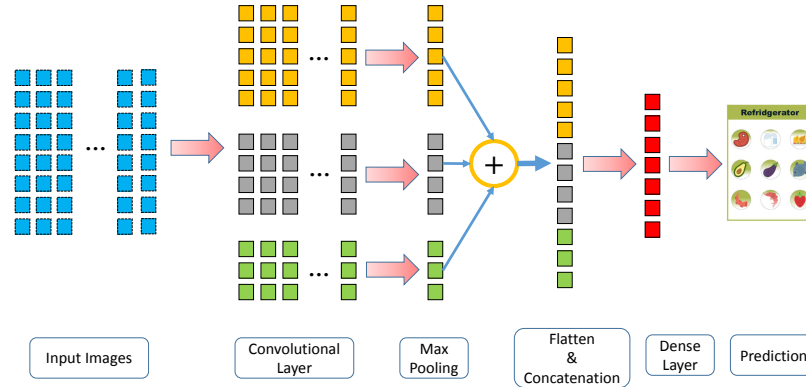 ...
...
...
...
+
Refridgerator
Input Images
Convolutional
Layer
Max
Pooling
Flatten
&
Concatenation
Dense
Layer
Prediction